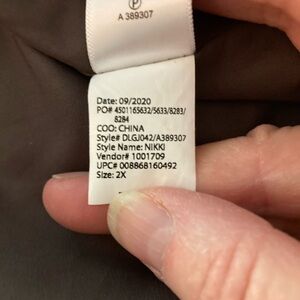 P
A 389307
Date: 09/2020
PO# 4501165632/5633/8283/
8284
COO: CHINA
Style# DLGJ042/A389307
Style Name: NIKKI
Vendor# 1001709
UPC# 008868160492
Size: 2X